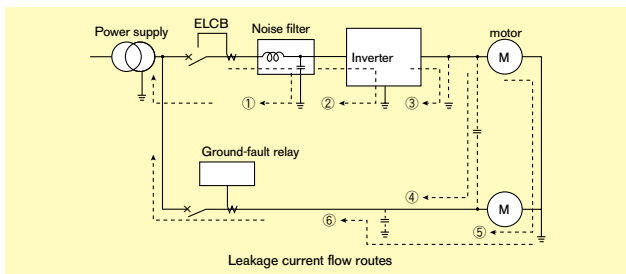 Power supply
ELCB
Noise filter
Inverter
motor
M
①
②
③
Ground-fault relay
④
M
⑥
⑤
Leakage current flow routes